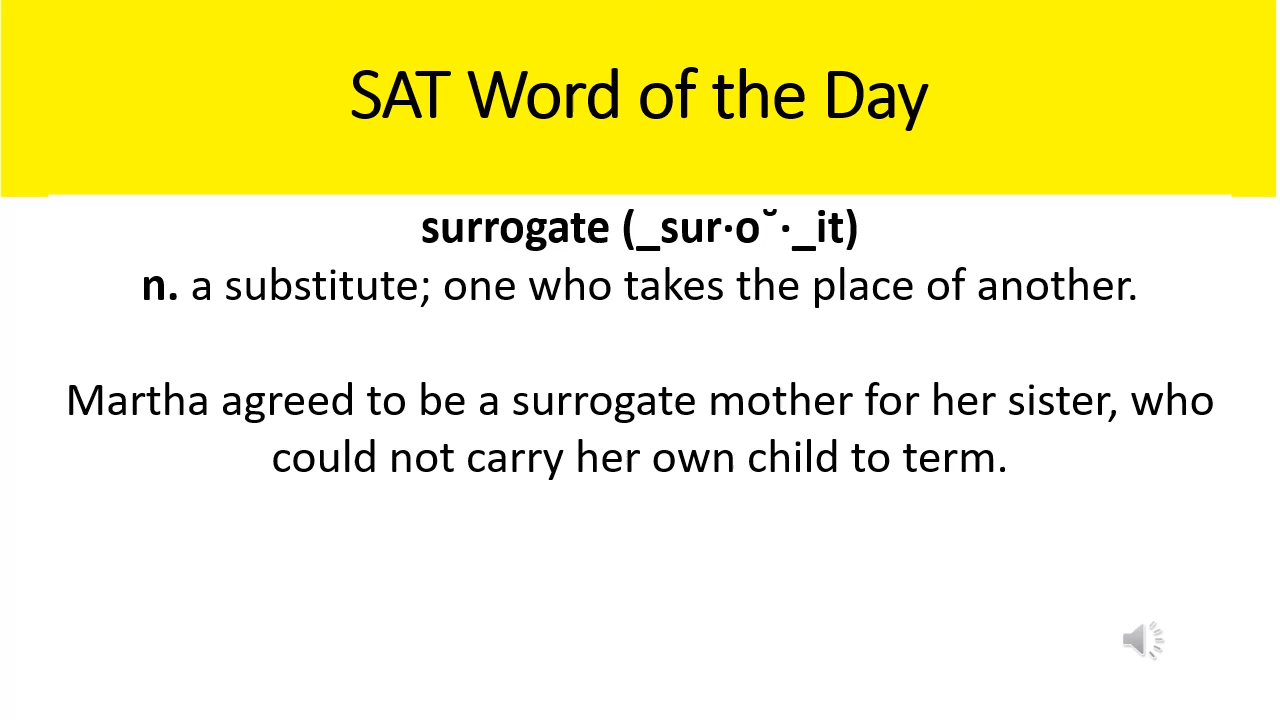 SAT Word of the Day
surrogate (_sur·o˘·_it)
n. a substitute; one who takes the place of another.
Martha agreed to be a surrogate mother for her sister, who
could not carry her own child to term.